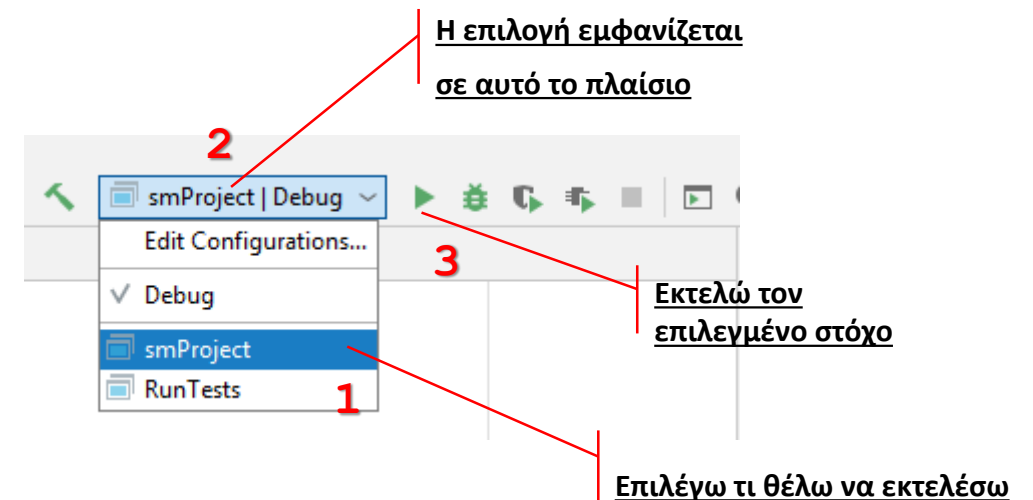 Η επιλογή εμφανίζεται
σε αυτό το πλαίσιο
2
smProject | Debug
Edit Configurations...
3
Debug
Εκτελώ τον
επιλεγμένο στόχο
smProject
RunTests
1
Επιλέγω τι θέλω να εκτελέσω